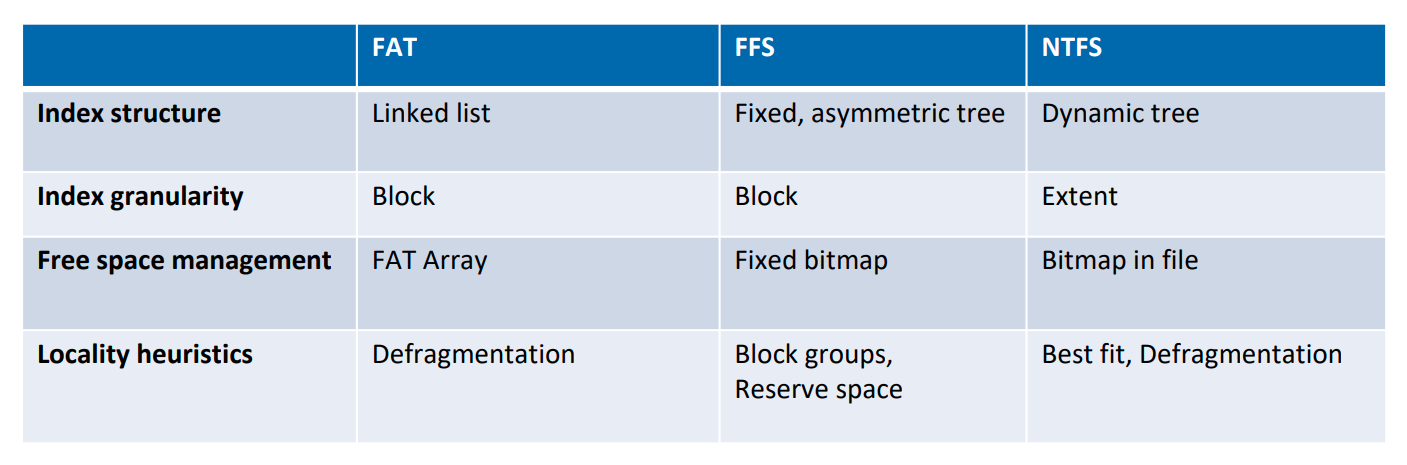 FAT FFS NTFS
Index structure Linked list Fixed, asymmetric tree Dynamic tree
Index granularity Block Block Extent
Free space management FAT Array Fixed bitmap Bitmap in file
Locality heuristics Defragmentation Block groups, Best fit, Defragmentation
Reserve space